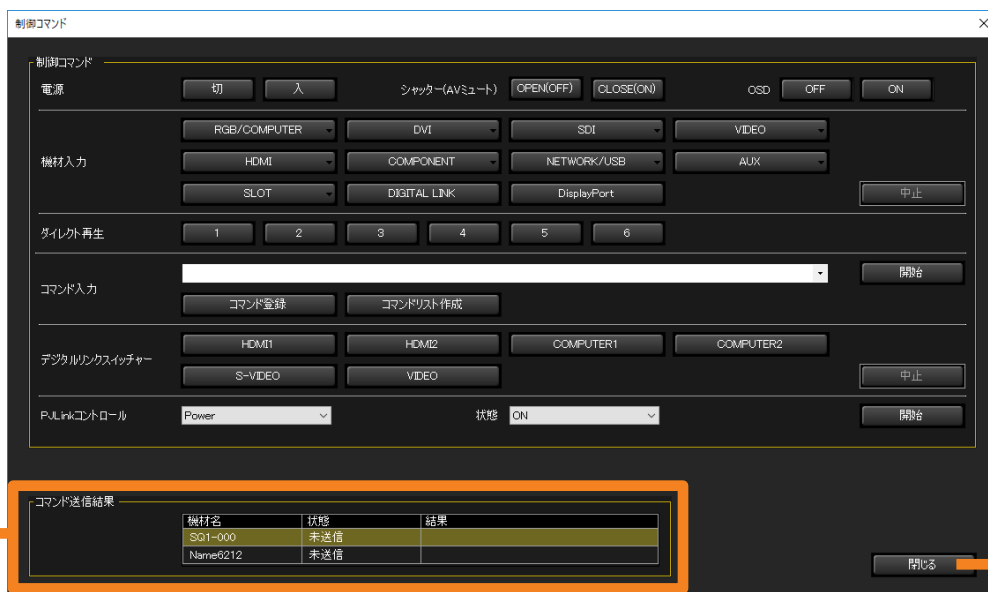 制御コマンド
制御コマンド
電源 切 入 シャッター(AVミュート) OPEN(OFF) CLOSE(ON) OSD OFF ON
RGB/COMPUTER DVI SDI VIDEO
機材入力 HDMI COMPONENT NETWORK/USB AUX
SLOT DIGITAL LINK DisplayPort 中止
ダイレクト再生 1 2 3 4 5 6
開始
コマンド入力
コマンド登録 コマンドリスト作成
HDMI1 HDMI2 COMPUTER1 COMPUTER2
デジタルリンクスイッチャー
S-VIDEO VIDEO 中止
PJLinkコントロール Power 状態 ON 開始
コマンド送信結果
機材名 状態 結果
SQ1-000 未送信
Name6212 未送信
閉じる